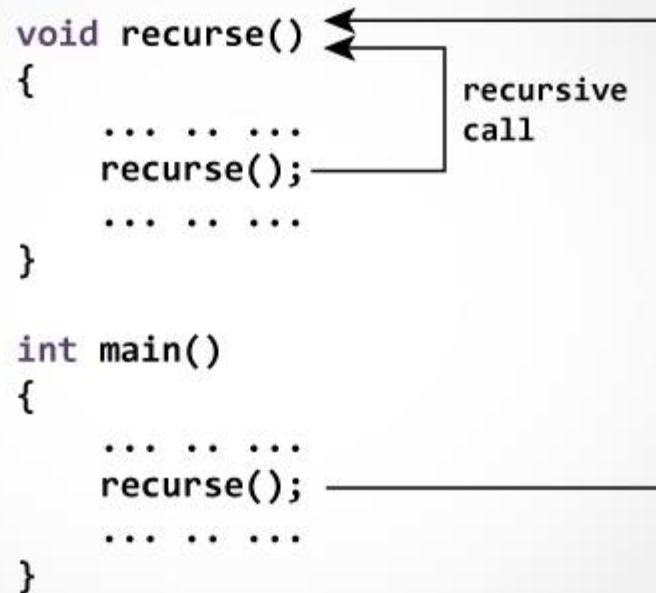 void recurse()
{
... .. ...
recurse();
... .. ...
}
recursive
call
int main()
{
... .. ...
recurse();
... .. ...
}